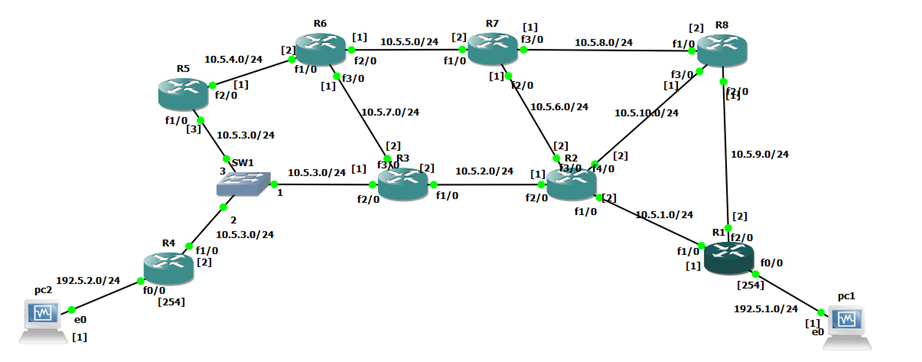 R6
R7
R8
[1]
10.5.5.0/24
[2]
[1]
f3/0
10.5.8.0/24
[2]
f1/0
[2]
f1/0
f2/0
f1/0
f3/0
[1]
10.5.4.0/24
[1]
f3/0
[1]
f2/0
[1]
f2/0
[1]
R5
f2/0
f1/0
[3]
10.5.7.0/24
10.5.6.0/24
10.5.10.0/24
10.5.3.0/24
[2]
f3/0
R3
[2]
R2
f3/0
f4/0
[2]
10.5.9.0/24
3
SW1
1
10.5.3.0/24
[1]
f2/0
[2]
f1/0
10.5.2.0/24
[1]
f2/0
f1/0
[2]
2
10.5.3.0/24
10.5.1.0/24
[2]
R1
f2/0
R4
f1/0
[2]
f1/0
[1]
f0/0
[254]
192.5.2.0/24
f0/0
[254]
192.5.1.0/24
pc2
e0
[1]
pc1
[1]
e0